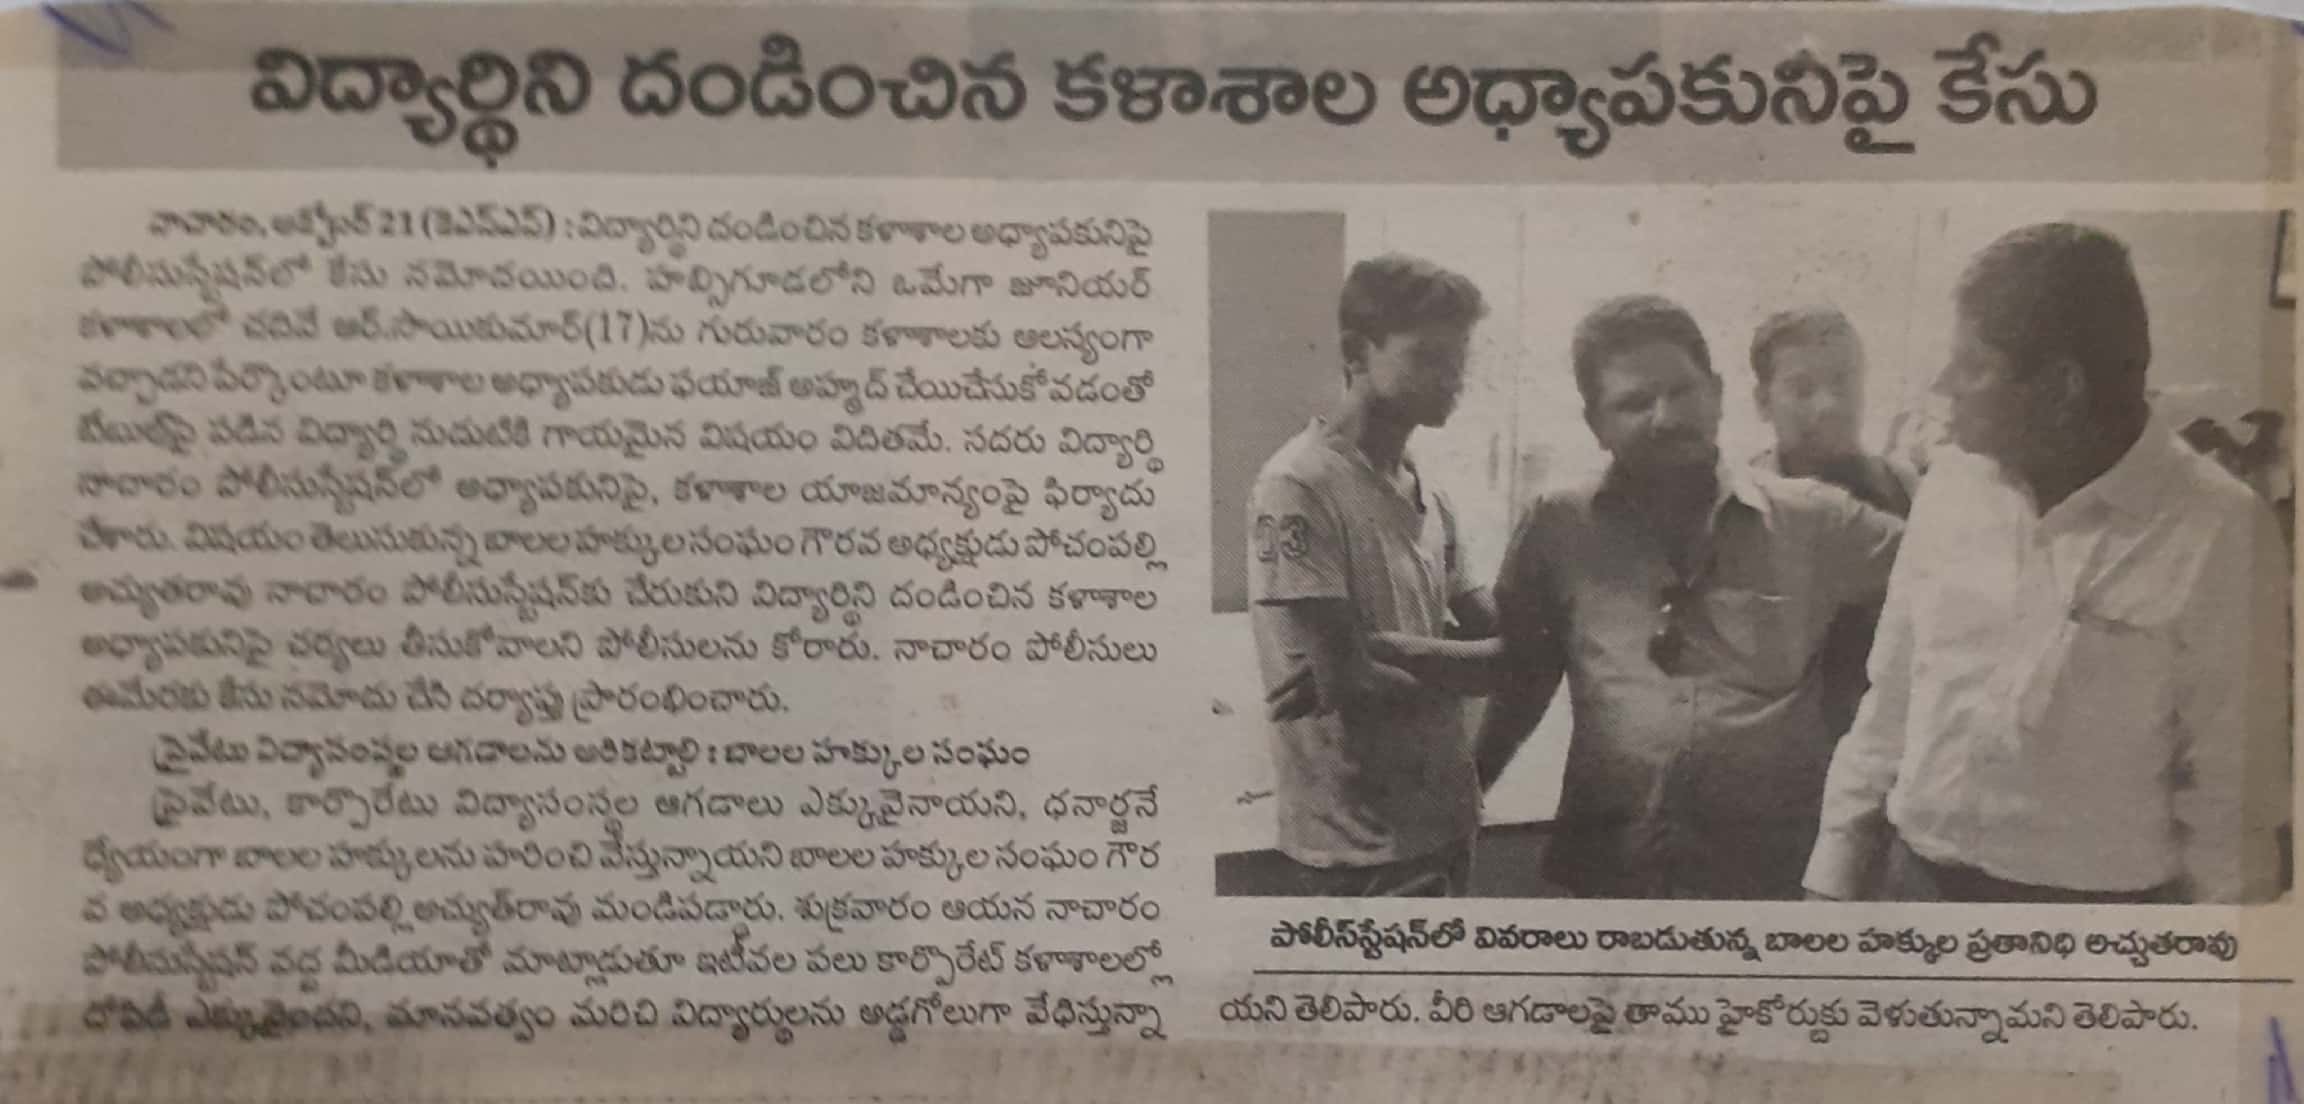 విద్యార్థిని దండించిన కళాశాల అధ్యాపకునిపై కేసు
నాచారం, అక్టోబర్ 21 (కెఎన్ఎన్) : విద్యార్థిని దండించిన కళాశాల అధ్యాపకునిపై
పోలీసుస్టేషన్‌లో కేసు నమోదయింది. హబ్సిగూడలోని ఒమేగా జూనియర్
కళాశాలలో చదివే ఆర్.సాయికుమార్(17)ను గురువారం కళాశాలకు ఆలస్యంగా
వచ్చాడని పేర్కొంటూ కళాశాల అధ్యాపకుడు ఫయాజ్ అహ్మద్ చేయిచేసుకోవడంతో
టేబుల్‌పై పడిన విద్యార్థి నుదుటికి గాయమైన విషయం విదితమే. సదరు విద్యార్థి
నాచారం పోలీసుస్టేషన్‌లో అధ్యాపకునిపై, కళాశాల యాజమాన్యంపై ఫిర్యాదు
చేశారు. విషయం తెలుసుకున్న బాలల హక్కుల సంఘం గౌరవ అధ్యక్షుడు పోచంపల్లి
అచ్యుతరావు నాచారం పోలీసుస్టేషన్‌కు చేరుకుని విద్యార్థిని దండించిన కళాశాల
అధ్యాపకునిపై చర్యలు తీసుకోవాలని పోలీసులను కోరారు. నాచారం పోలీసులు
ఈమేరకు కేసు నమోదు చేసి దర్యాప్తు ప్రారంభించారు.
ప్రైవేటు విద్యాసంస్థల ఆగడాలను అరికట్టాలి : బాలల హక్కుల సంఘం
ప్రైవేటు, కార్పొరేటు విద్యాసంస్థల ఆగడాలు ఎక్కువైనాయని, ధనార్జనే
ధ్యేయంగా బాలల హక్కులను హరించి వేస్తున్నాయని బాలల హక్కుల సంఘం గౌర
వ అధ్యక్షుడు పోచంపల్లి అచ్యుత్‌రావు మండిపడ్డారు. శుక్రవారం ఆయన నాచారం
పోలీసుస్టేషన్ వద్ద మీడియాతో మాట్లాడుతూ ఇటీవల పలు కార్పొరేట్ కళాశాలల్లో
దోపిడీ ఎక్కువైందని, మానవత్వం మరిచి విద్యార్థులను అడ్డగోలుగా వేధిస్తున్నా
03
పోలీస్‌స్టేషన్‌లో వివరాలు రాబడుతున్న బాలల హక్కుల ప్రతానిధి అచ్చుతరావు
యని తెలిపారు. వీరి ఆగడాలపై తాము హైకోర్టుకు వెళుతున్నామని తెలిపారు.